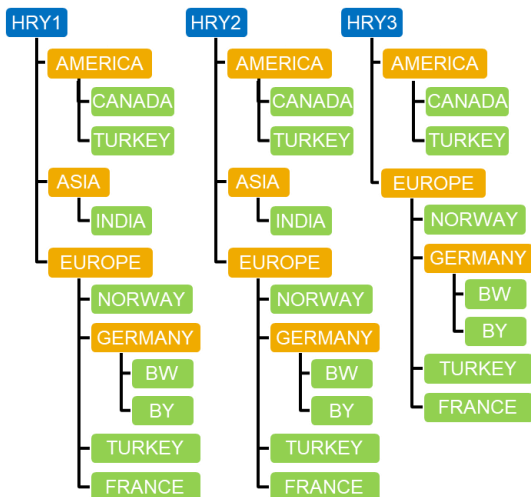 HRY1
AMERICA
CANADA
TURKEY
ASIA
INDIA
EUROPE
NORWAY
GERMANY
BW
BY
TURKEY
FRANCE
HRY2
AMERICA
CANADA
TURKEY
ASIA
INDIA
EUROPE
NORWAY
GERMANY
BW
BY
TURKEY
FRANCE
HRY3
AMERICA
CANADA
TURKEY
EUROPE
NORWAY
GERMANY
BW
BY
TURKEY
FRANCE